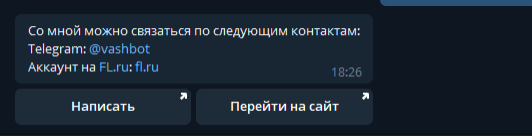 Со мной можно связаться по следующим контактам:
Telegram: @vashbot
Аккаунт на FL.ru: fl.ru
18:26
Написать
Перейти на сайт